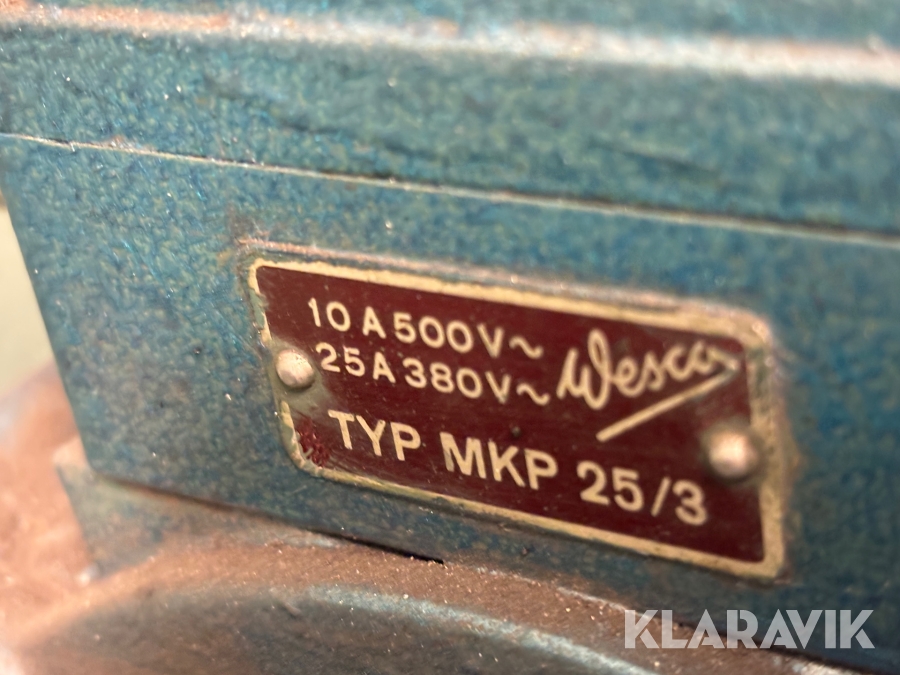 10 A 500 V~
25 A 380 V~
Wesco
TYP MKP 25/3
KLARAVIK